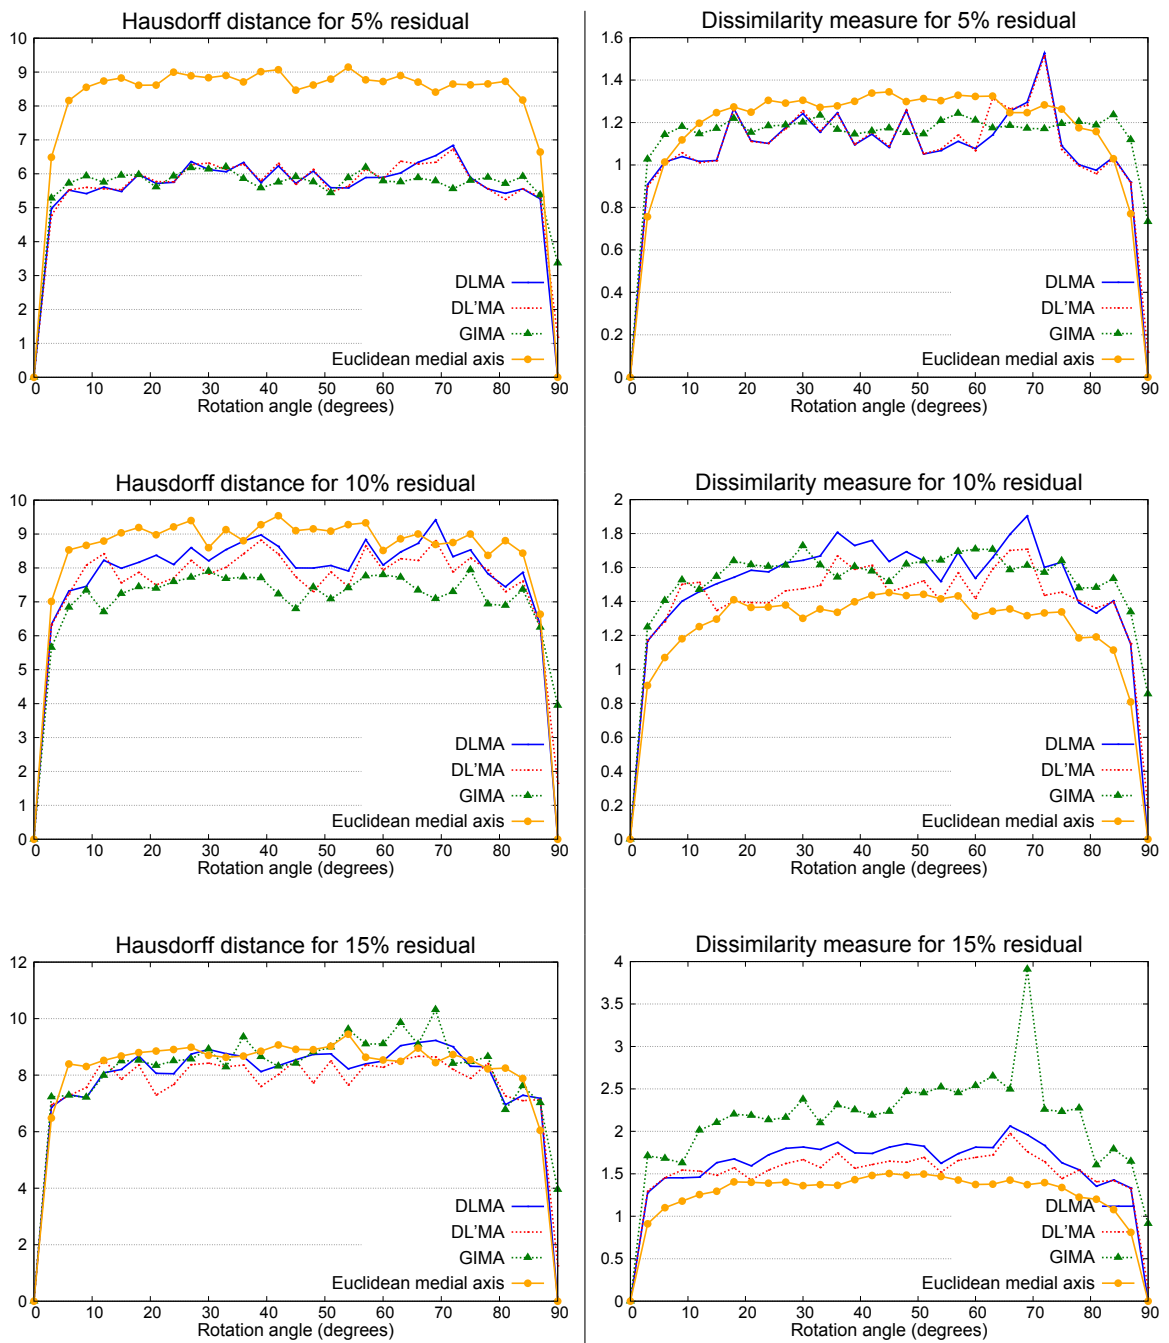 Hausdorff distance for 5% residual
10
9
8
7
6
5
4
3
2
1
0
0 10 20 30 40 50 60 70 80 90
Rotation angle (degrees)
DLMA
DL'MA
GIMA
Euclidean medial axis
Dissimilarity measure for 5% residual
1.6
1.4
1.2
1
0.8
0.6
0.4
0.2
0
0 10 20 30 40 50 60 70 80 90
Rotation angle (degrees)
DLMA
DL'MA
GIMA
Euclidean medial axis
Hausdorff distance for 10% residual
10
9
8
7
6
5
4
3
2
1
0
0 10 20 30 40 50 60 70 80 90
Rotation angle (degrees)
DLMA
DL'MA
GIMA
Euclidean medial axis
Dissimilarity measure for 10% residual
2
1.8
1.6
1.4
1.2
1
0.8
0.6
0.4
0.2
0
0 10 20 30 40 50 60 70 80 90
Rotation angle (degrees)
DLMA
DL'MA
GIMA
Euclidean medial axis
Hausdorff distance for 15% residual
12
10
8
6
4
2
0
0 10 20 30 40 50 60 70 80 90
Rotation angle (degrees)
DLMA
DL'MA
GIMA
Euclidean medial axis
Dissimilarity measure for 15% residual
4
3.5
3
2.5
2
1.5
1
0.5
0
0 10 20 30 40 50 60 70 80 90
Rotation angle (degrees)
DLMA
DL'MA
GIMA
Euclidean medial axis